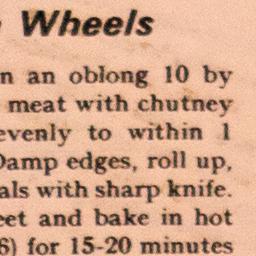 Wheels
n an oblong 10 by
meat with chutney
evenly to within 1
Damp edges, roll up,
als with sharp knife.
eet and bake in hot
6) for 15-20 minutes